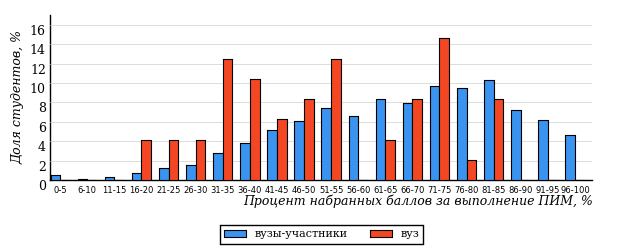 Доля студентов, %
16
14
12
10
8
6
4
2
0
0-5 6-10 11-15 16-20 21-25 26-30 31-35 36-40 41-45 46-50 51-55 56-60 61-65 66-70 71-75 76-80 81-85 86-90 91-95 96-100
Процент набранных баллов за выполнение ПИМ, %
вузы-участники вуз